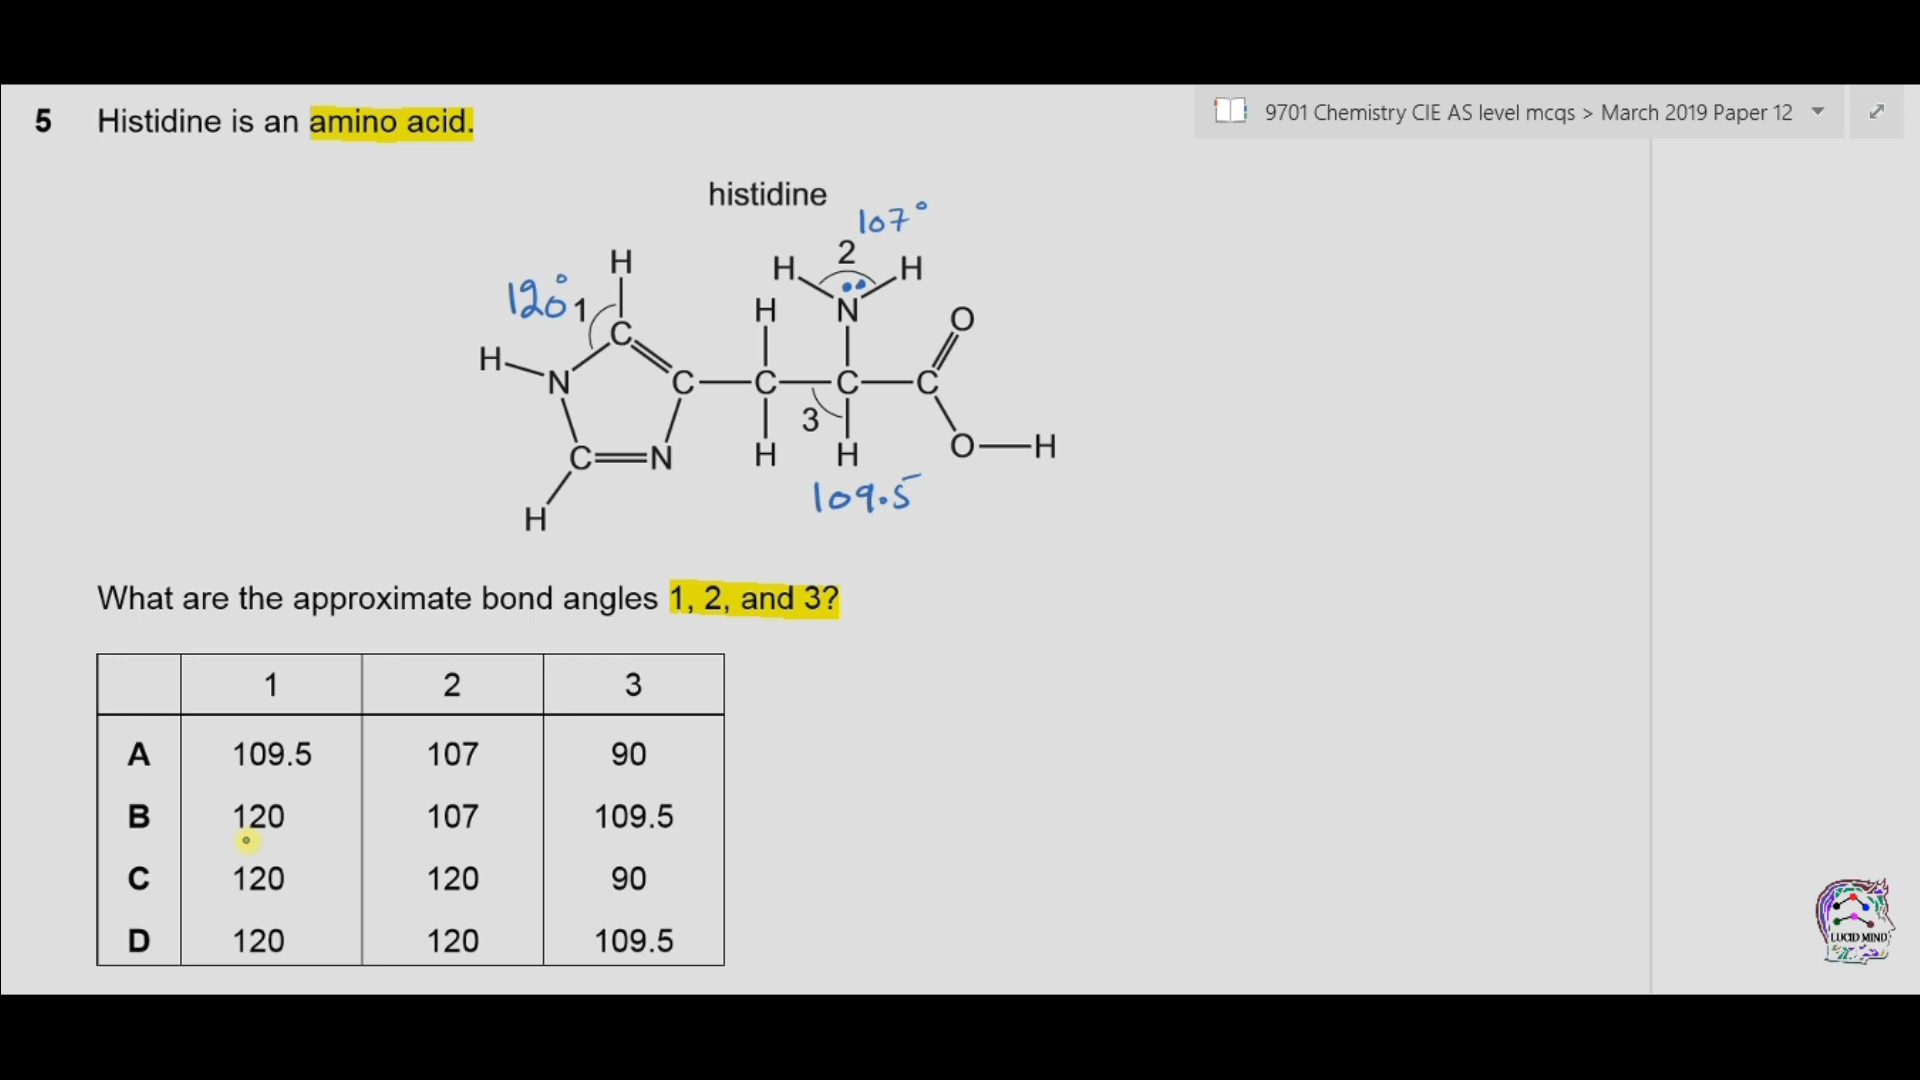 5 Histidine is an amino acid.
9701 Chemistry CIE AS level mcqs > March 2019 Paper 12
histidine
107°
2
H
H
H
120°
1
H
N
O
C
H
N
C
C
C
C
3
C
N
H
H
O
H
H
109.5
What are the approximate bond angles 1, 2, and 3?
1 2 3
A 109.5 107 90
B 120 107 109.5
C 120 120 90
D 120 120 109.5
LUCID MIND